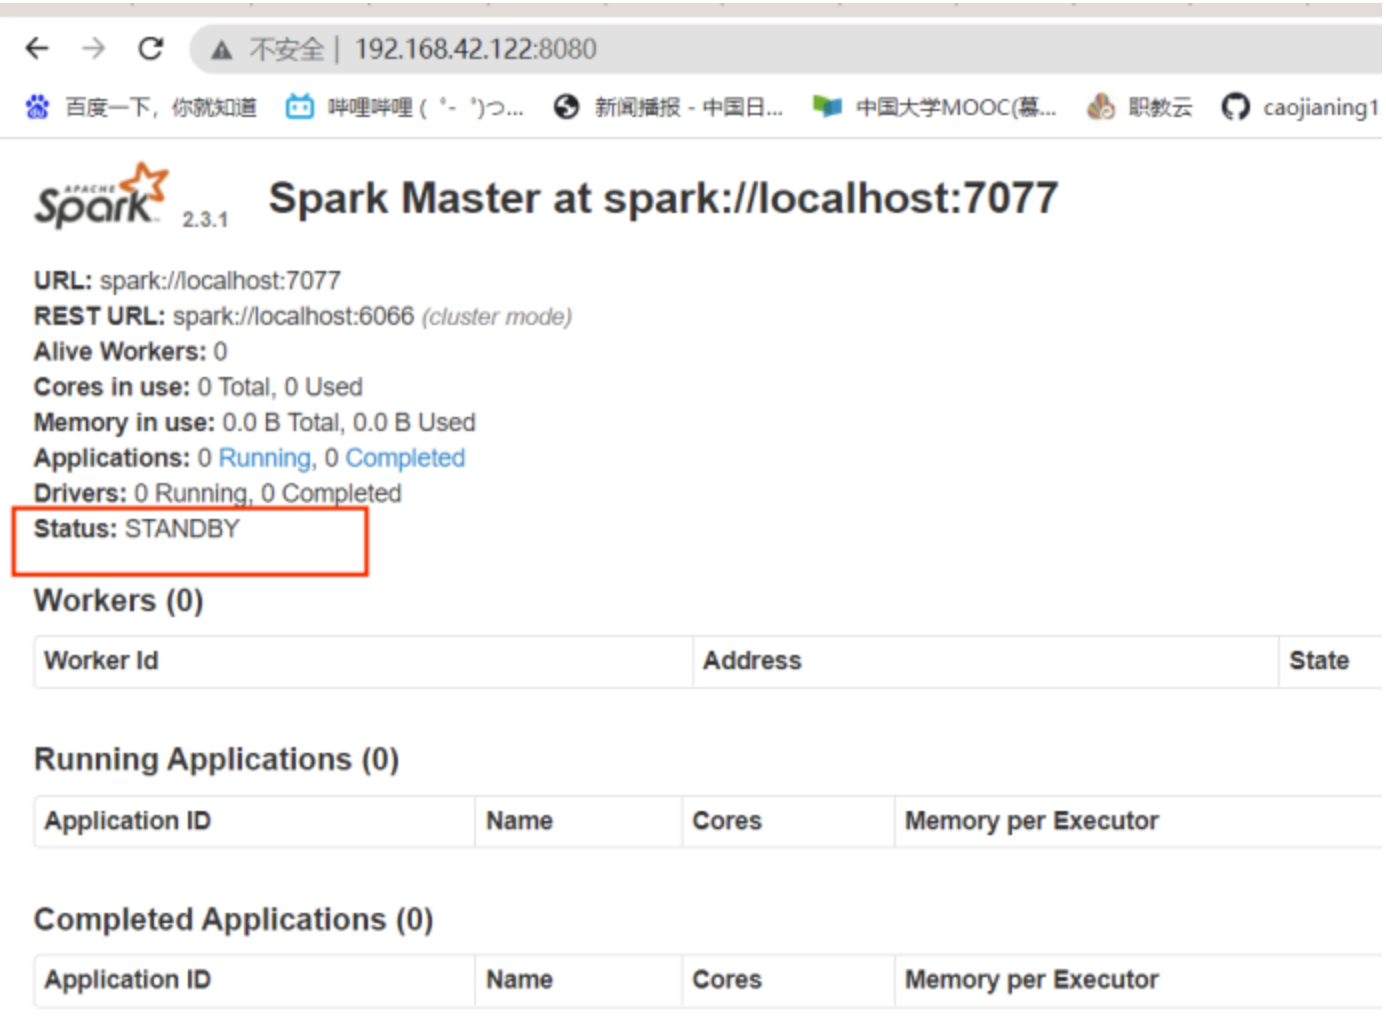 不安全 | 192.168.42.122:8080
百度一下，你就知道 哔哩哔哩 ( ゜- ゜)つ... 新闻播报 - 中国日... 中国大学MOOC(慕... 职教云 caojianing1
APACHE Spark 2.3.1 Spark Master at spark://localhost:7077
URL: spark://localhost:7077
REST URL: spark://localhost:6066 (cluster mode)
Alive Workers: 0
Cores in use: 0 Total, 0 Used
Memory in use: 0.0 B Total, 0.0 B Used
Applications: 0 Running, 0 Completed
Drivers: 0 Running, 0 Completed
Status: STANDBY
Workers (0)
Worker Id Address State
Running Applications (0)
Application ID Name Cores Memory per Executor
Completed Applications (0)
Application ID Name Cores Memory per Executor